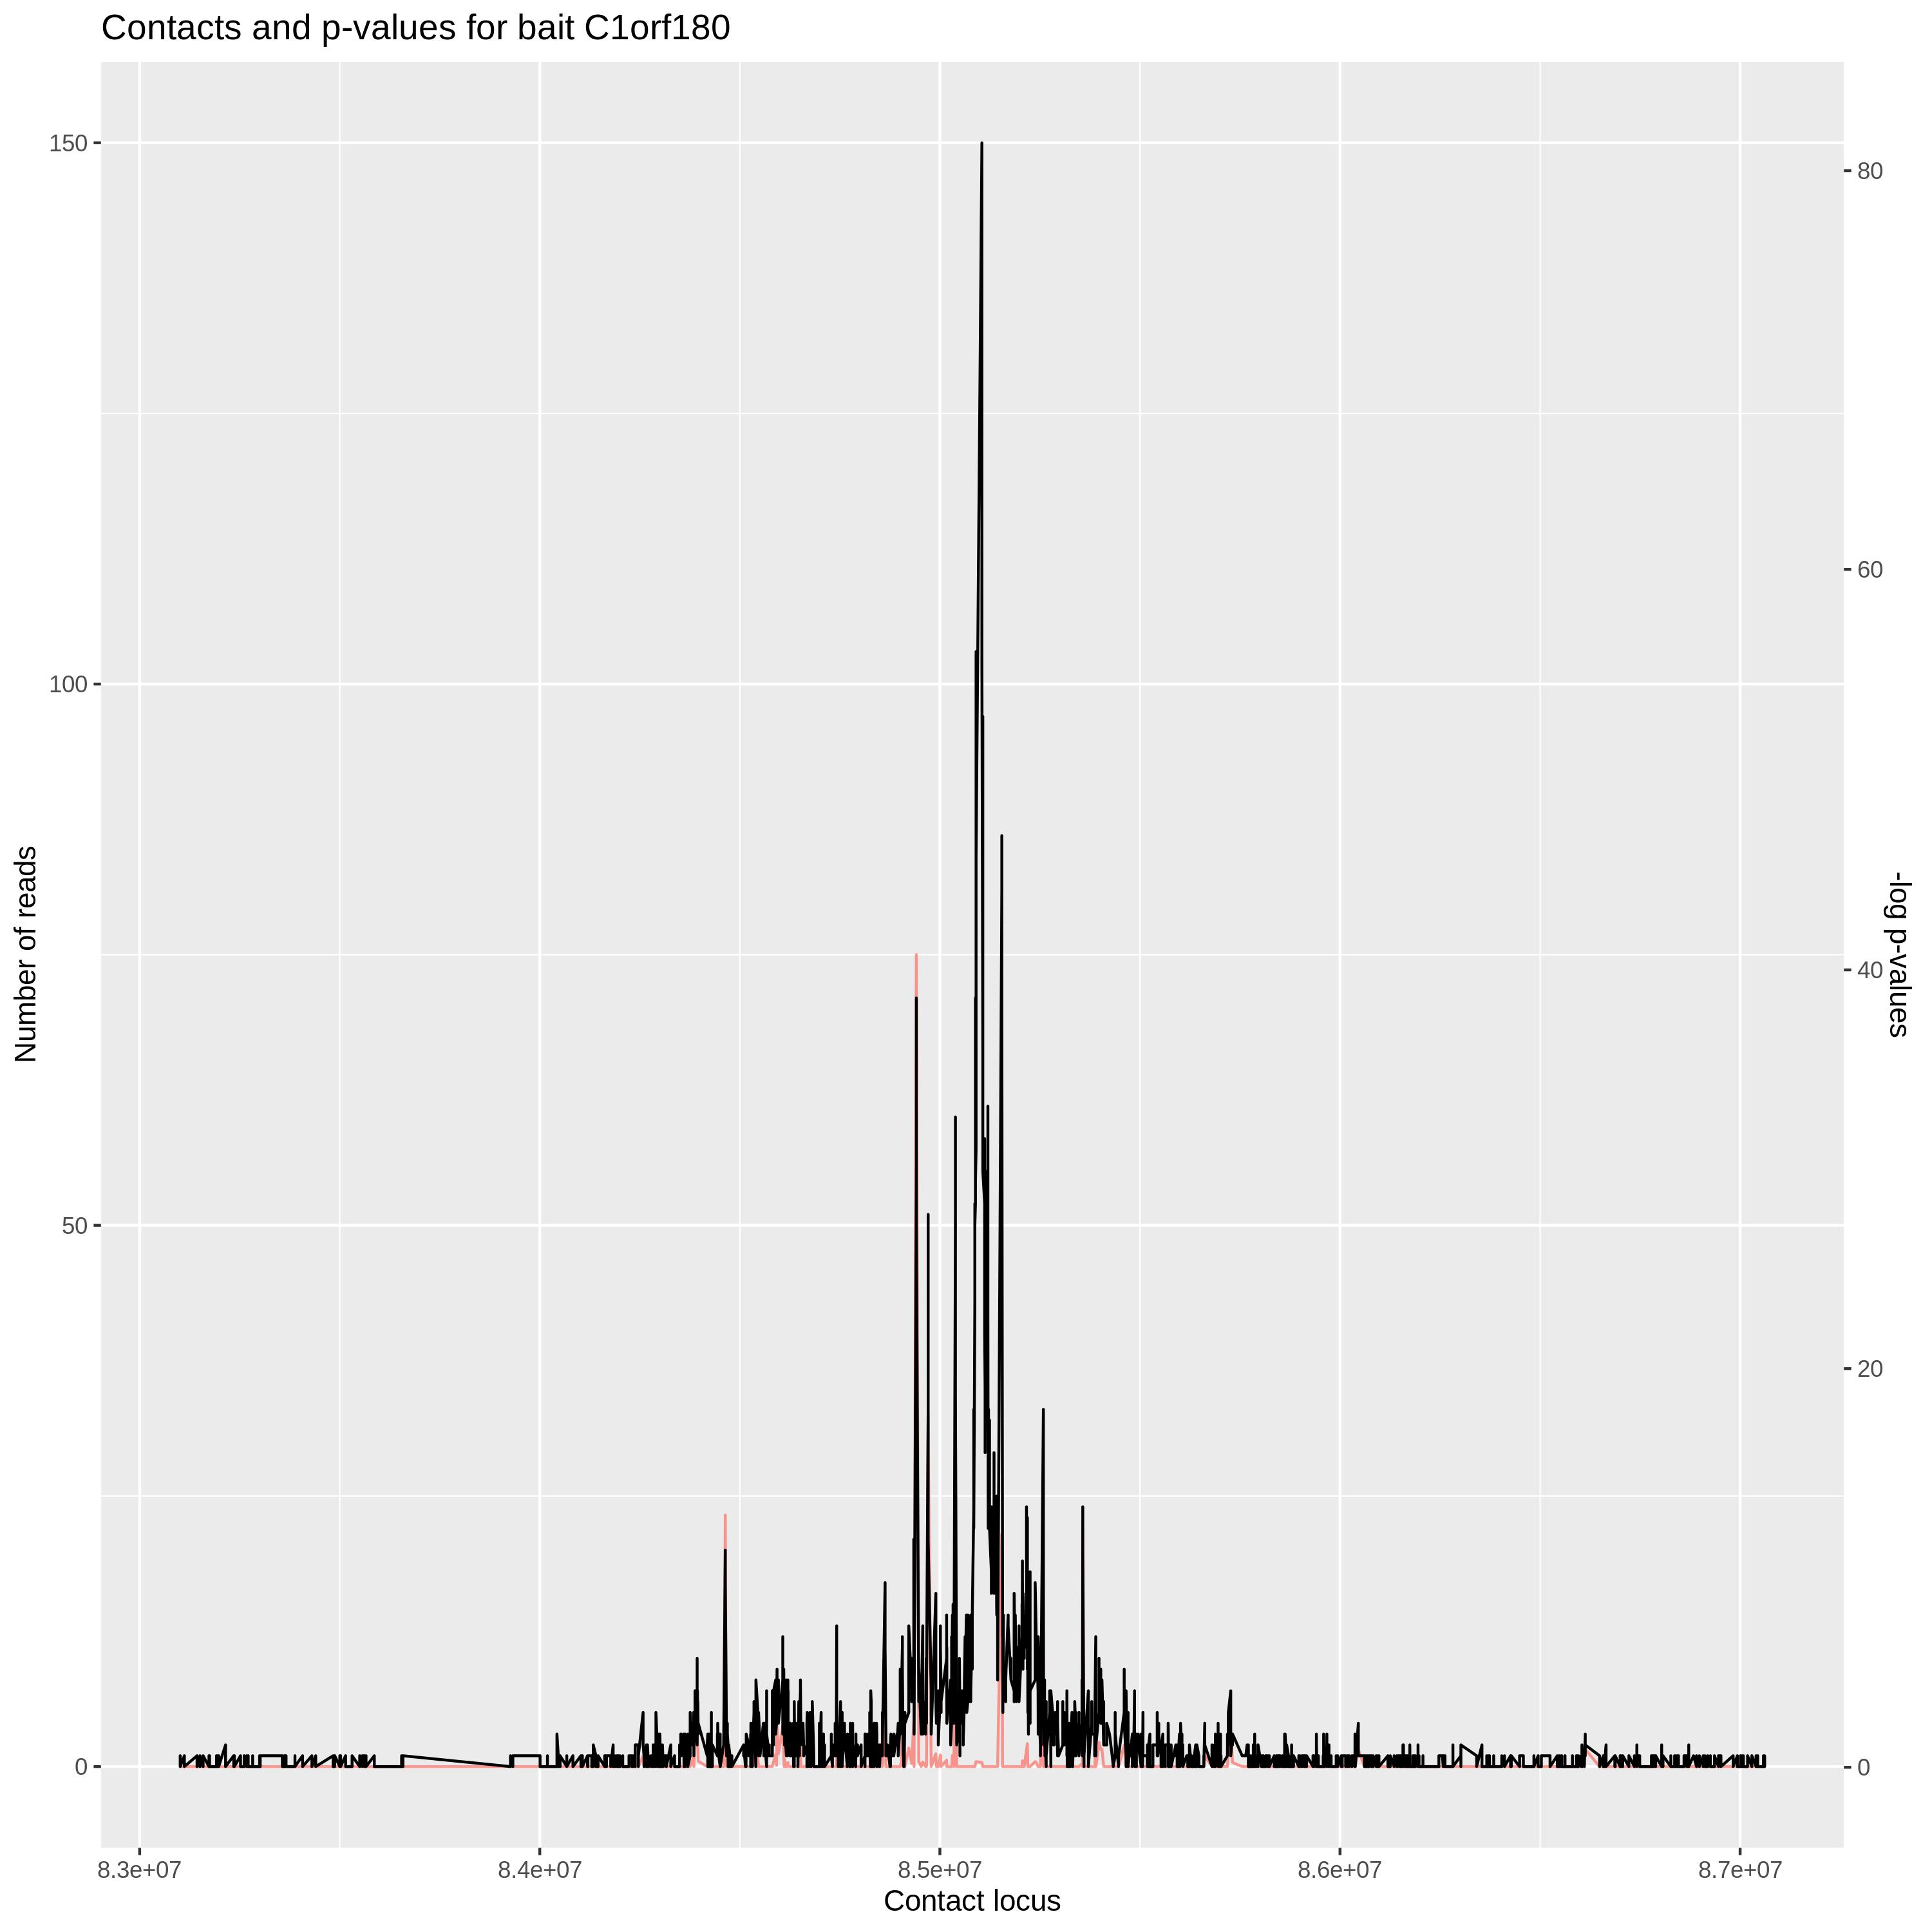 Contacts and p-values for bait C1orf180
150
100
50
0
Number of reads
80
60
40
20
0
-log p-values
8.3e+07 8.4e+07 8.5e+07 8.6e+07 8.7e+07
Contact locus